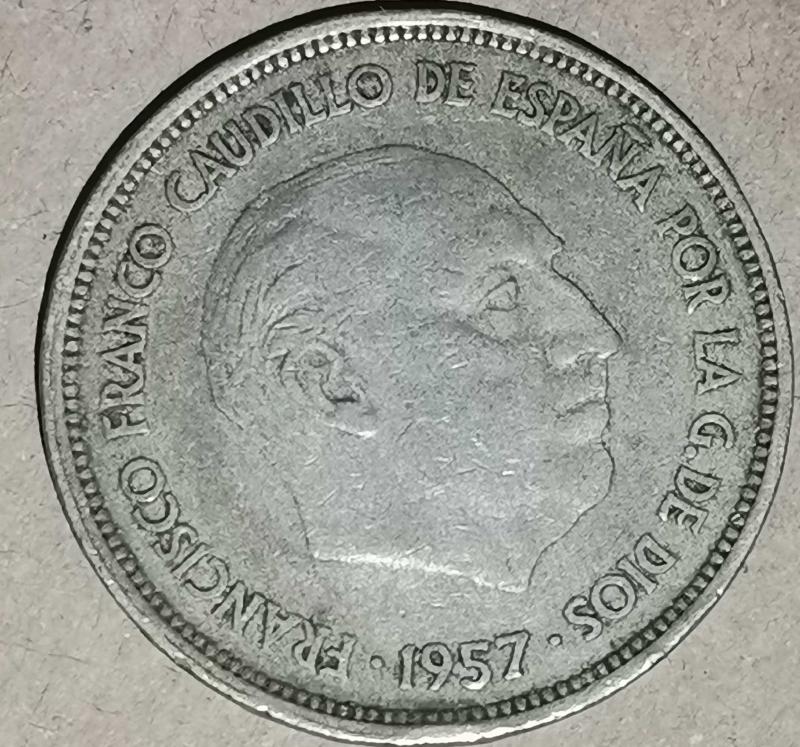 FRANCISCO FRANCO CAUDILLO DE ESPAÑA POR LA G. DE DIOS
· 1957 ·